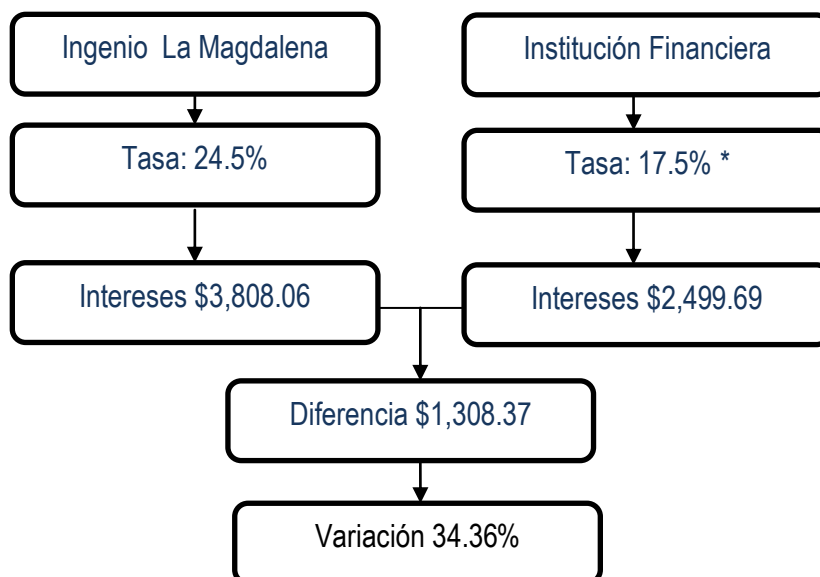 Ingenio La Magdalena
Institución Financiera
Tasa: 24.5%
Tasa: 17.5% *
Intereses $3,808.06
Intereses $2,499.69
Diferencia $1,308.37
Variación 34.36%